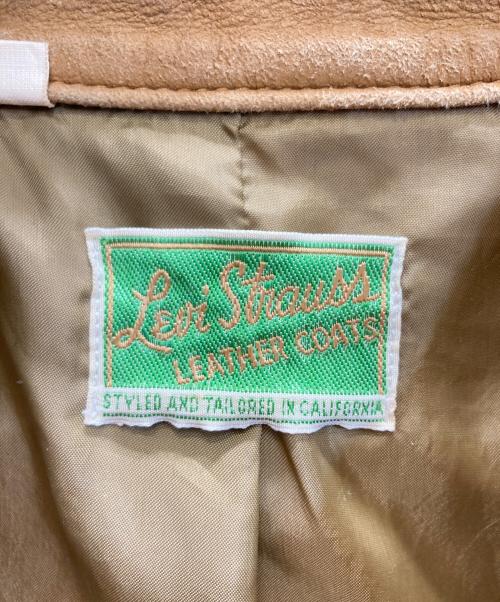 Levi Strauss
LEATHER COATS
STYLED AND TAILORED IN CALIFORNIA